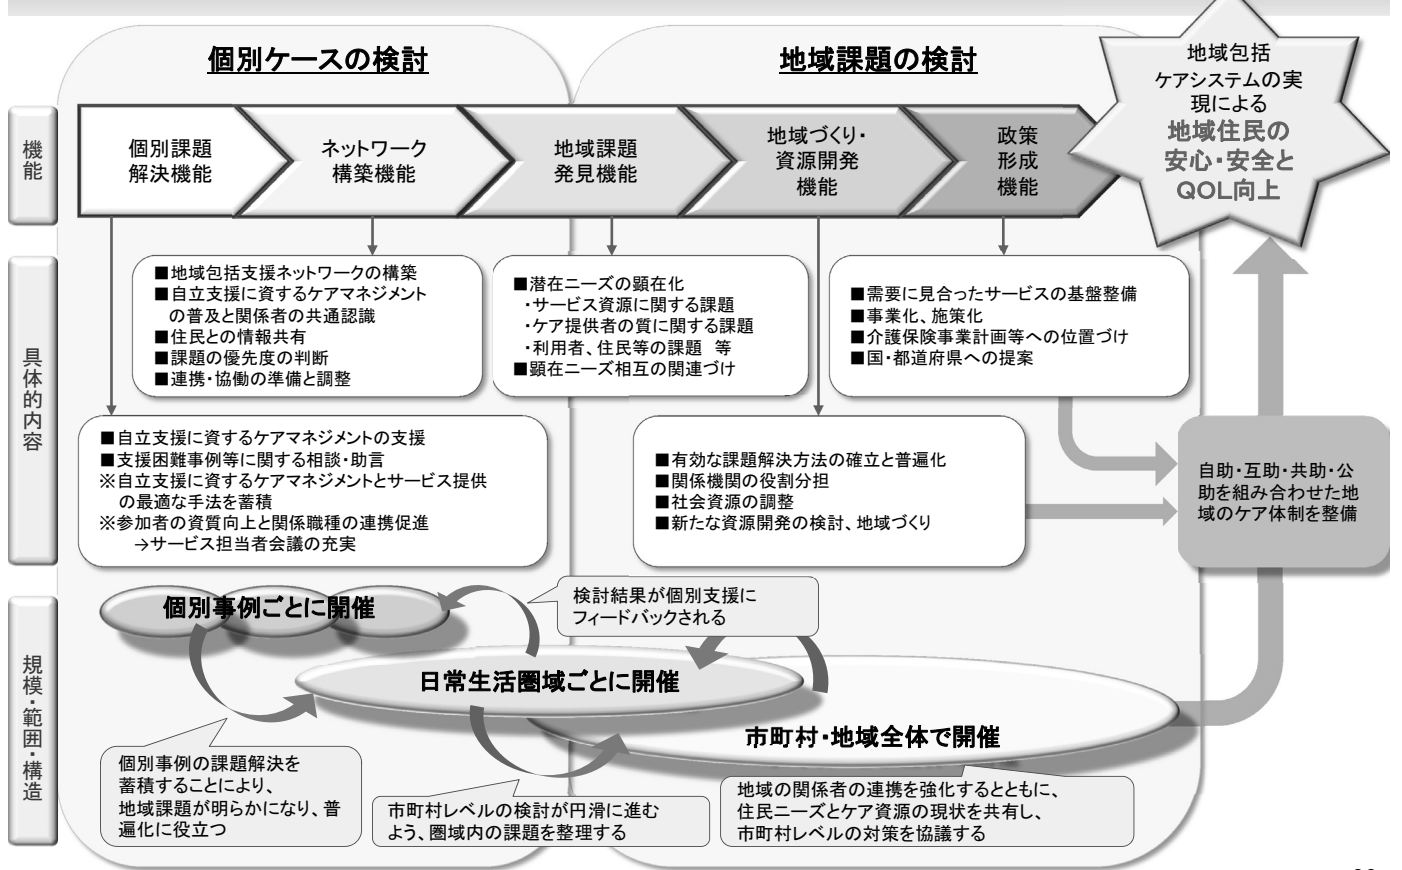 個別ケースの検討
地域課題の検討
地域包括
ケアシステムの実
現による
地域住民の
安心・安全と
QOL向上
機能
個別課題
解決機能
ネットワーク
構築機能
地域課題
発見機能
地域づくり・
資源開発
機能
政策
形成
機能
具体的内容
■地域包括支援ネットワークの構築
■自立支援に資するケアマネジメント
の普及と関係者の共通認識
■住民との情報共有
■課題の優先度の判断
■連携・協働の準備と調整
■潜在ニーズの顕在化
・サービス資源に関する課題
・ケア提供者の質に関する課題
・利用者、住民等の課題 等
■顕在ニーズ相互の関連づけ
■需要に見合ったサービスの基盤整備
■事業化、施策化
■介護保険事業計画等への位置づけ
■国・都道府県への提案
■自立支援に資するケアマネジメントの支援
■支援困難事例等に関する相談・助言
※自立支援に資するケアマネジメントとサービス提供
の最適な手法を蓄積
※参加者の資質向上と関係職種の連携促進
→サービス担当者会議の充実
■有効な課題解決方法の確立と普遍化
■関係機関の役割分担
■社会資源の調整
■新たな資源開発の検討、地域づくり
自助・互助・共助・公
助を組み合わせた地
域のケア体制を整備
規模・範囲・構造
個別事例ごとに開催
検討結果が個別支援に
フィードバックされる
日常生活圏域ごとに開催
市町村・地域全体で開催
個別事例の課題解決を
蓄積することにより、
地域課題が明らかになり、普
遍化に役立つ
市町村レベルの検討が円滑に進む
よう、圏域内の課題を整理する
地域の関係者の連携を強化するとともに、
住民ニーズとケア資源の現状を共有し、
市町村レベルの対策を協議する